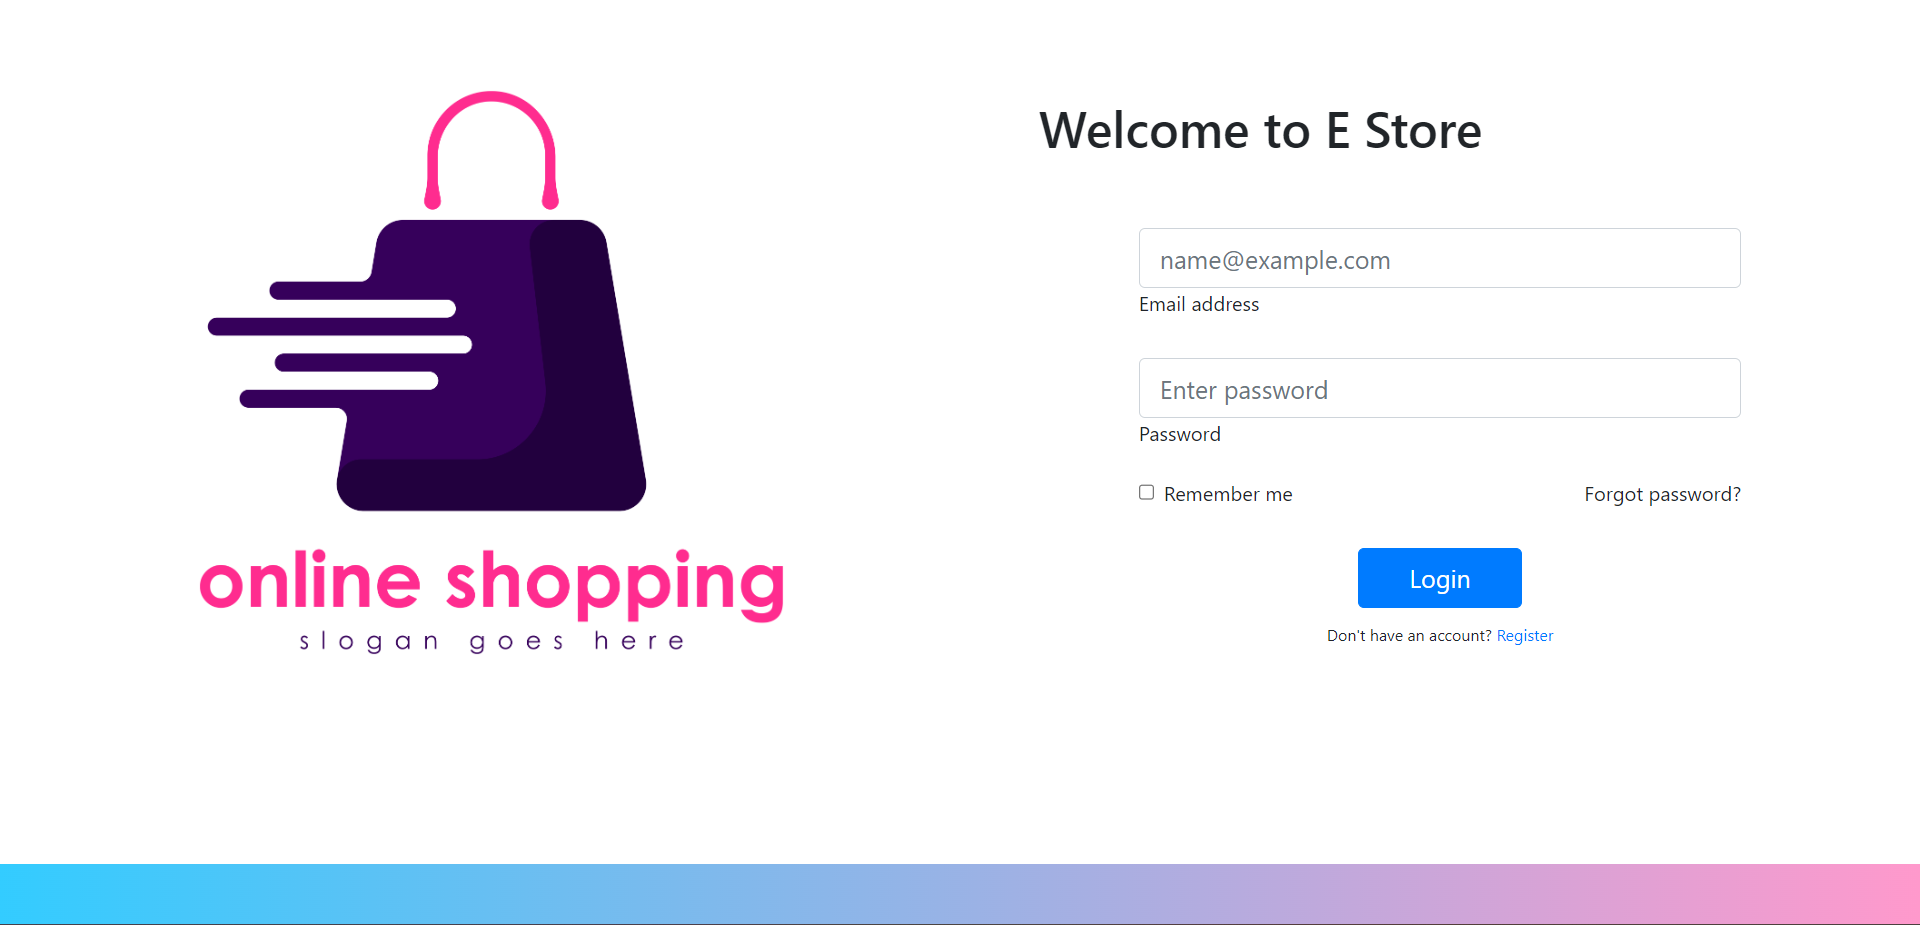 online shopping
slogan goes here
Welcome to E Store
name@example.com
Email address
Enter password
Password
Remember me
Forgot password?
Login
Don't have an account? Register